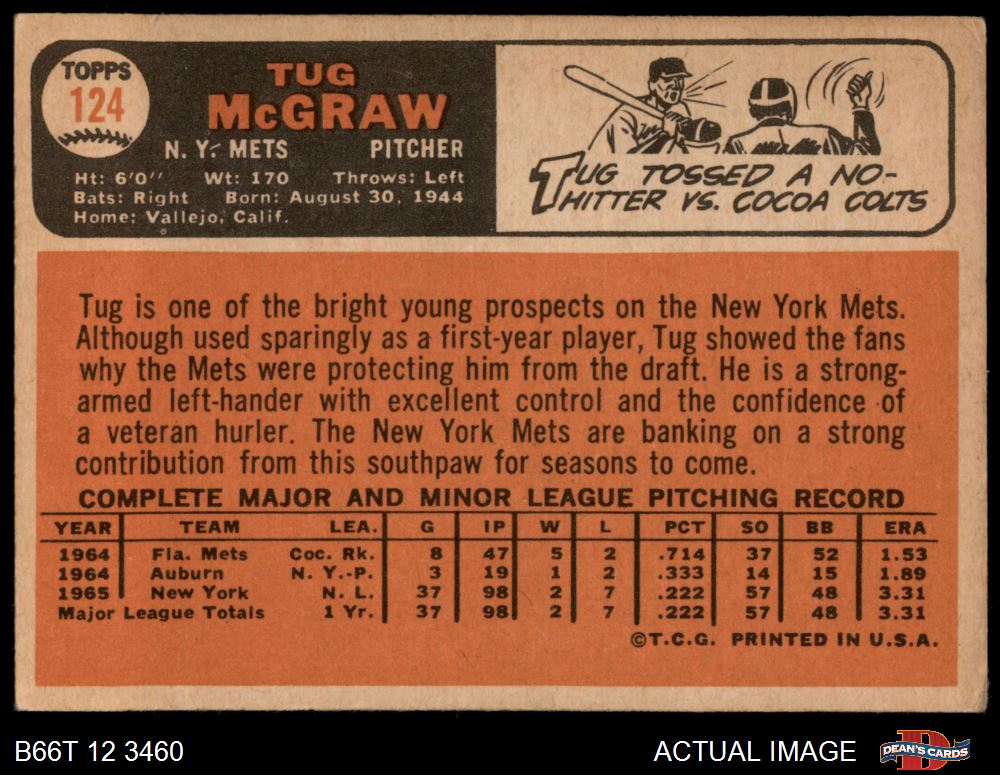 TOPPS
124
TUG
McGRAW
N. Y. METS PITCHER
Ht: 6'0" Wt: 170 Throws: Left
Bats: Right Born: August 30, 1944
Home: Vallejo, Calif.
TUG TOSSED A NO-
HITTER VS. COCOA COLTS
Tug is one of the bright young prospects on the New York Mets.
Although used sparingly as a first-year player, Tug showed the fans
why the Mets were protecting him from the draft. He is a strong-
armed left-hander with excellent control and the confidence of
a veteran hurler. The New York Mets are banking on a strong
contribution from this southpaw for seasons to come.
COMPLETE MAJOR AND MINOR LEAGUE PITCHING RECORD
YEAR TEAM LEA. G IP W L PCT SO BB ERA
1964 Fla. Mets Coc. Rk. 8 47 5 2 .714 37 52 1.53
1964 Auburn N. Y.-P. 3 19 1 2 .333 14 15 1.89
1965 New York N. L. 37 98 2 7 .222 57 48 3.31
Major League Totals 1 Yr. 37 98 2 7 .222 57 48 3.31
©T.C.G. PRINTED IN U.S.A.
B66T 12 3460 ACTUAL IMAGE DEAN'S CARDS